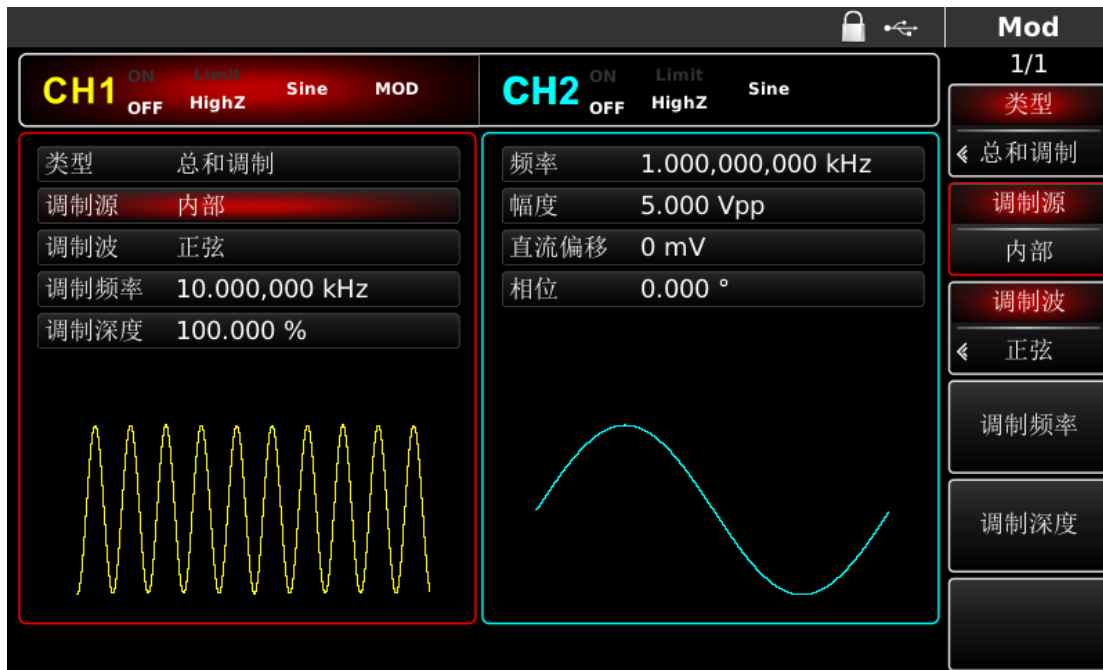 Mod
1/1
CH1 ON OFF Limit HighZ Sine MOD
CH2 ON OFF Limit HighZ Sine
类型 总和调制
调制源 内部
调制波 正弦
调制频率 10.000,000 kHz
调制深度 100.000 %
频率 1.000,000,000 kHz
幅度 5.000 Vpp
直流偏移 0 mV
相位 0.000 °
类型
总和调制
调制源
内部
调制波
正弦
调制频率
调制深度